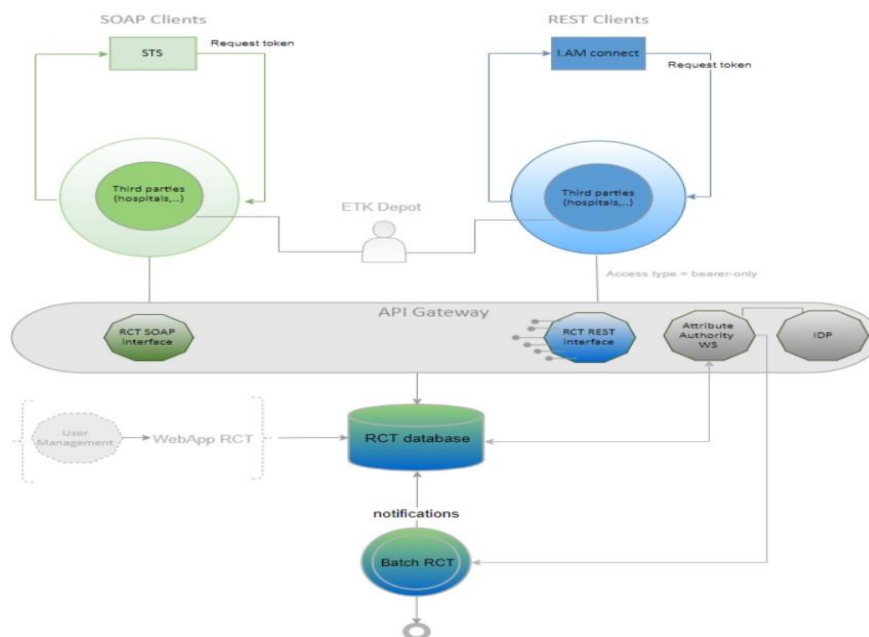 SOAP Clients
REST Clients
STS
Request token
I.AM connect
Request token
Third parties
(hospitals,..)
Third parties
(hospitals,..)
ETK Depot
Access type = bearer-only
API Gateway
RCT SOAP
interface
RCT REST
interface
Attribute
Authority
WS
IDP
User
Management
WebApp RCT
RCT database
notifications
Batch RCT